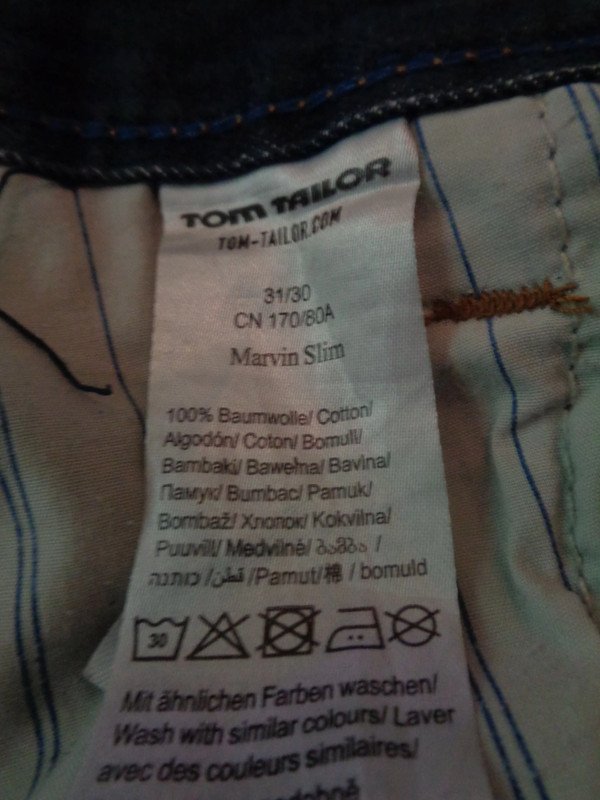 TOM TAILOR
TOM-TAILOR.COM
31/30
CN 170/80A
Marvin Slim
100% Baumwolle/ Cotton/
Algodón/ Coton/ Bomull/
Bambaki/ Bawełna/ Bavlna/
Памук/ Bumbac/ Pamuk/
Bombaž/ Хлопок/ Kokvilna/
Puuvill/ Medvilnė/ ბამბა /
כותנה /قطن /Pamut/棉 / bomuld
30
Mit ähnlichen Farben waschen/
Wash with similar colours/ Laver
avec des couleurs similaires/